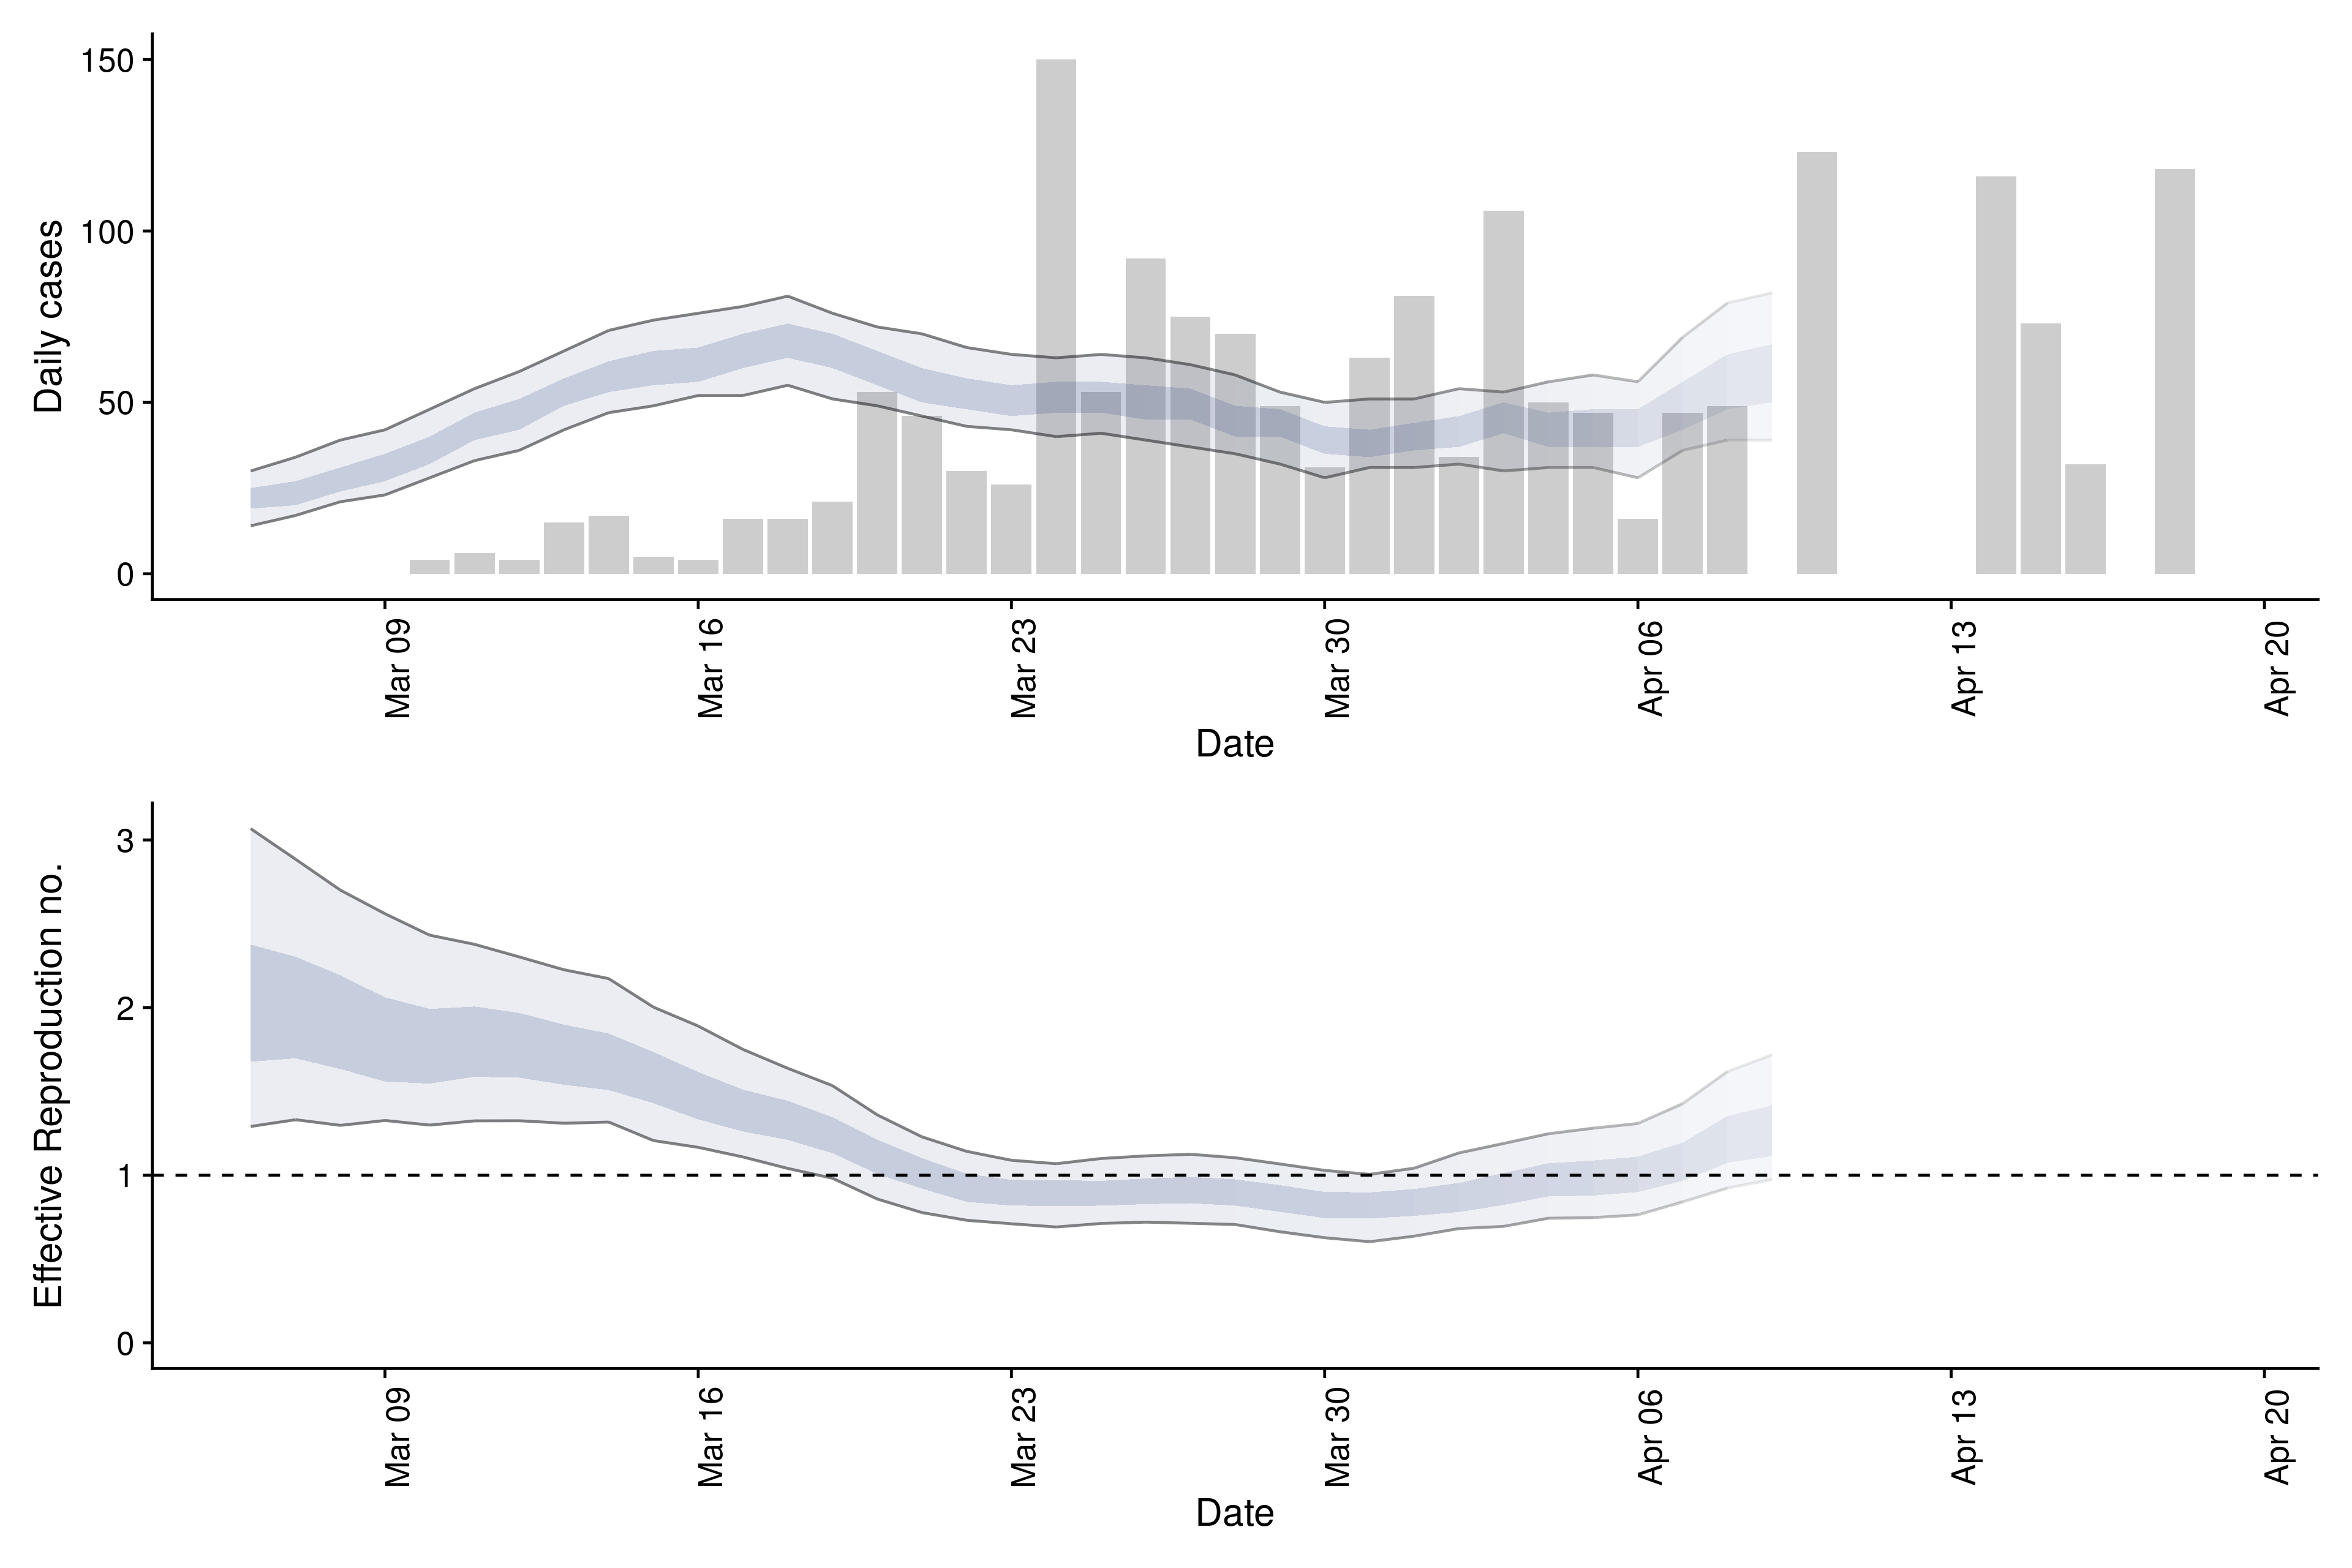 Daily cases
150
100
50
0
Mar 09
Mar 16
Mar 23
Mar 30
Apr 06
Apr 13
Apr 20
Date
Effective Reproduction no.
3
2
1
0
Mar 09
Mar 16
Mar 23
Mar 30
Apr 06
Apr 13
Apr 20
Date